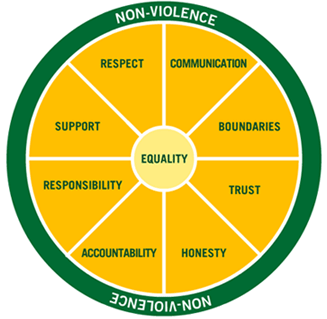 NON-VIOLENCE
RESPECT
COMMUNICATION
SUPPORT
BOUNDARIES
EQUALITY
RESPONSIBILITY
TRUST
ACCOUNTABILITY
HONESTY
NON-VIOLENCE